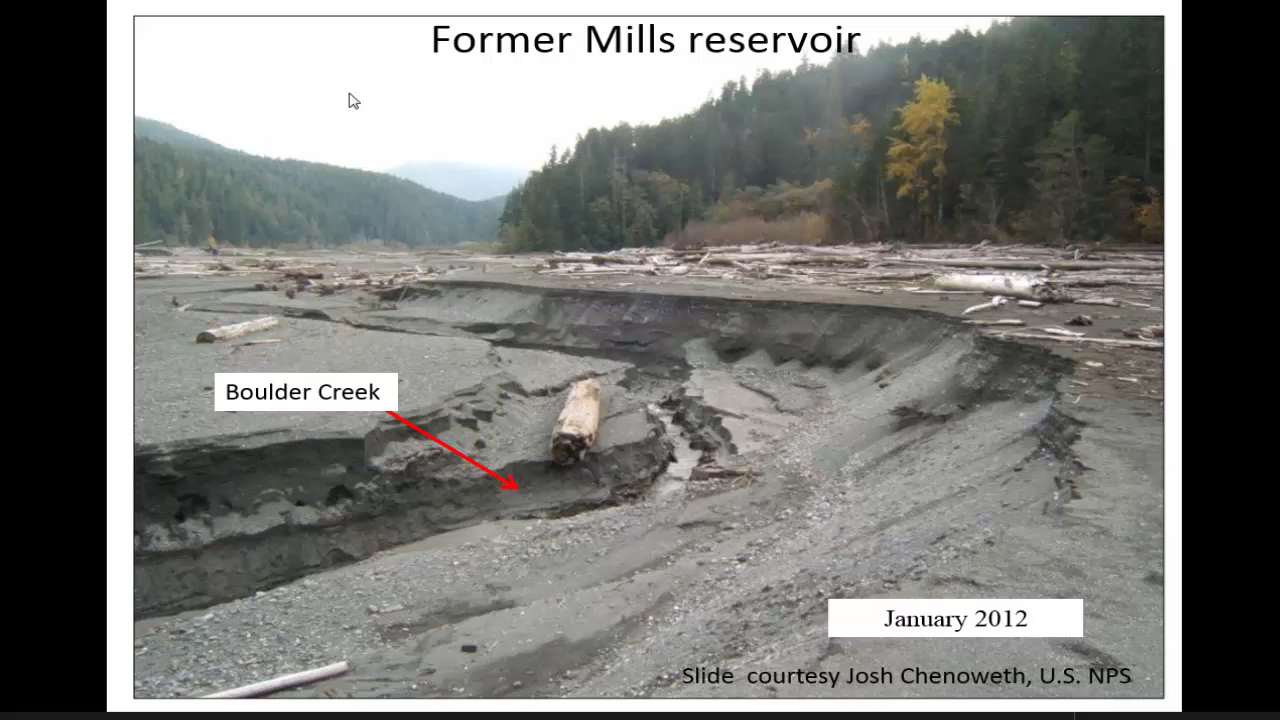 Former Mills reservoir
Boulder Creek
January 2012
Slide  courtesy Josh Chenoweth, U.S. NPS